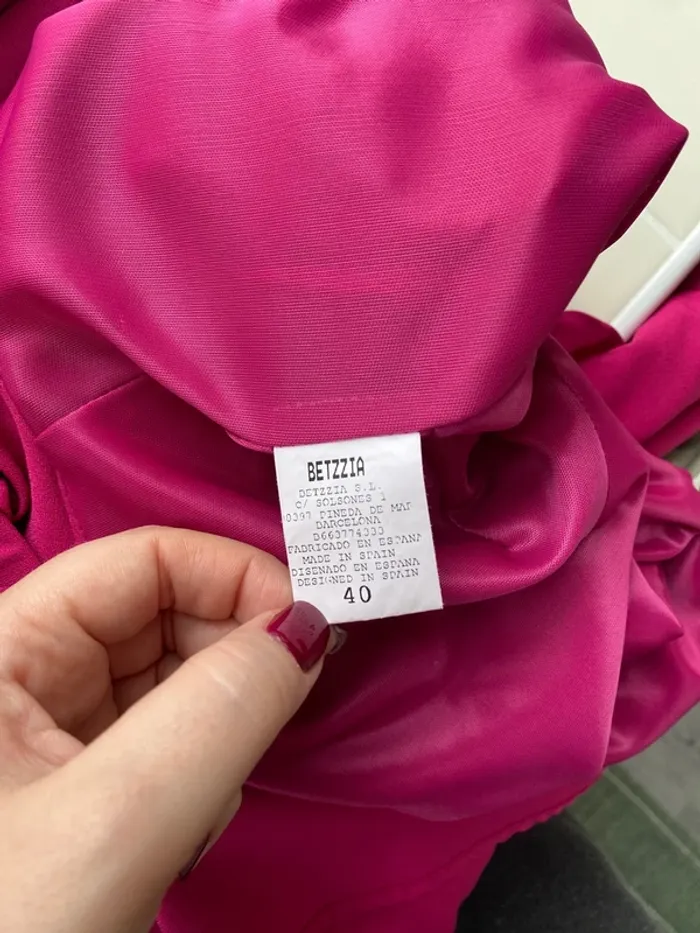 BETZZIA
BETZZIA S.L.
C/ SOLSONES 1
PINEDA DE MAR
BARCELONA
FABRICADO EN ESPANA
MADE IN SPAIN
DISENADO EN ESPANA
DESIGNED IN SPAIN
40